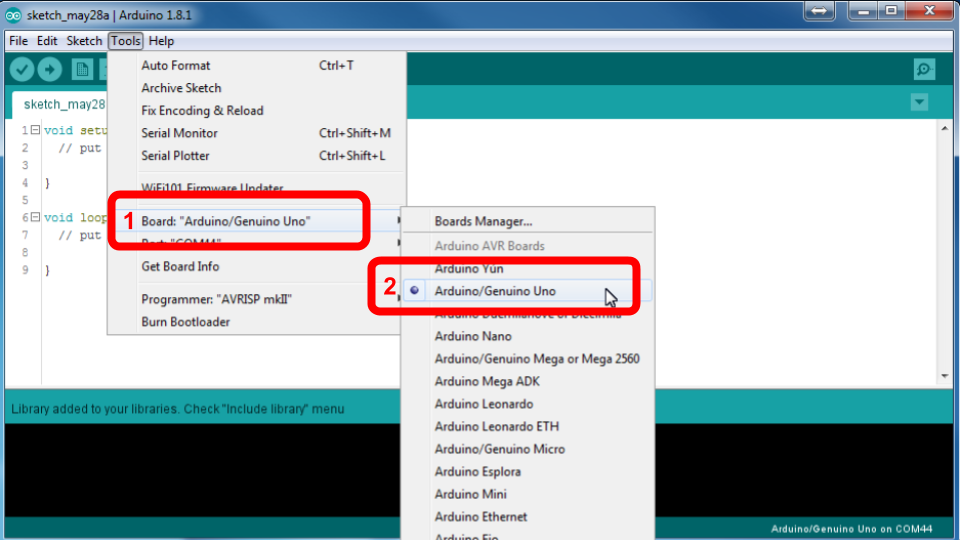 sketch_may28a | Arduino 1.8.1
File Edit Sketch Tools Help
sketch_may28
1 void setu
2 // put
3
4 }
5
6 void loop
7 // put
8
9 }
Auto Format Ctrl+T
Archive Sketch
Fix Encoding & Reload
Serial Monitor Ctrl+Shift+M
Serial Plotter Ctrl+Shift+L
WiFi101 Firmware Updater
1 Board: "Arduino/Genuino Uno"
Port: "COM44"
Get Board Info
Programmer: "AVRISP mkII"
Burn Bootloader
Boards Manager...
Arduino AVR Boards
Arduino Yún
2 Arduino/Genuino Uno
Arduino Duemilanove or Diecimila
Arduino Nano
Arduino/Genuino Mega or Mega 2560
Arduino Mega ADK
Arduino Leonardo
Arduino Leonardo ETH
Arduino/Genuino Micro
Arduino Esplora
Arduino Mini
Arduino Ethernet
Arduino Fio
Library added to your libraries. Check "Include library" menu
Arduino/Genuino Uno on COM44